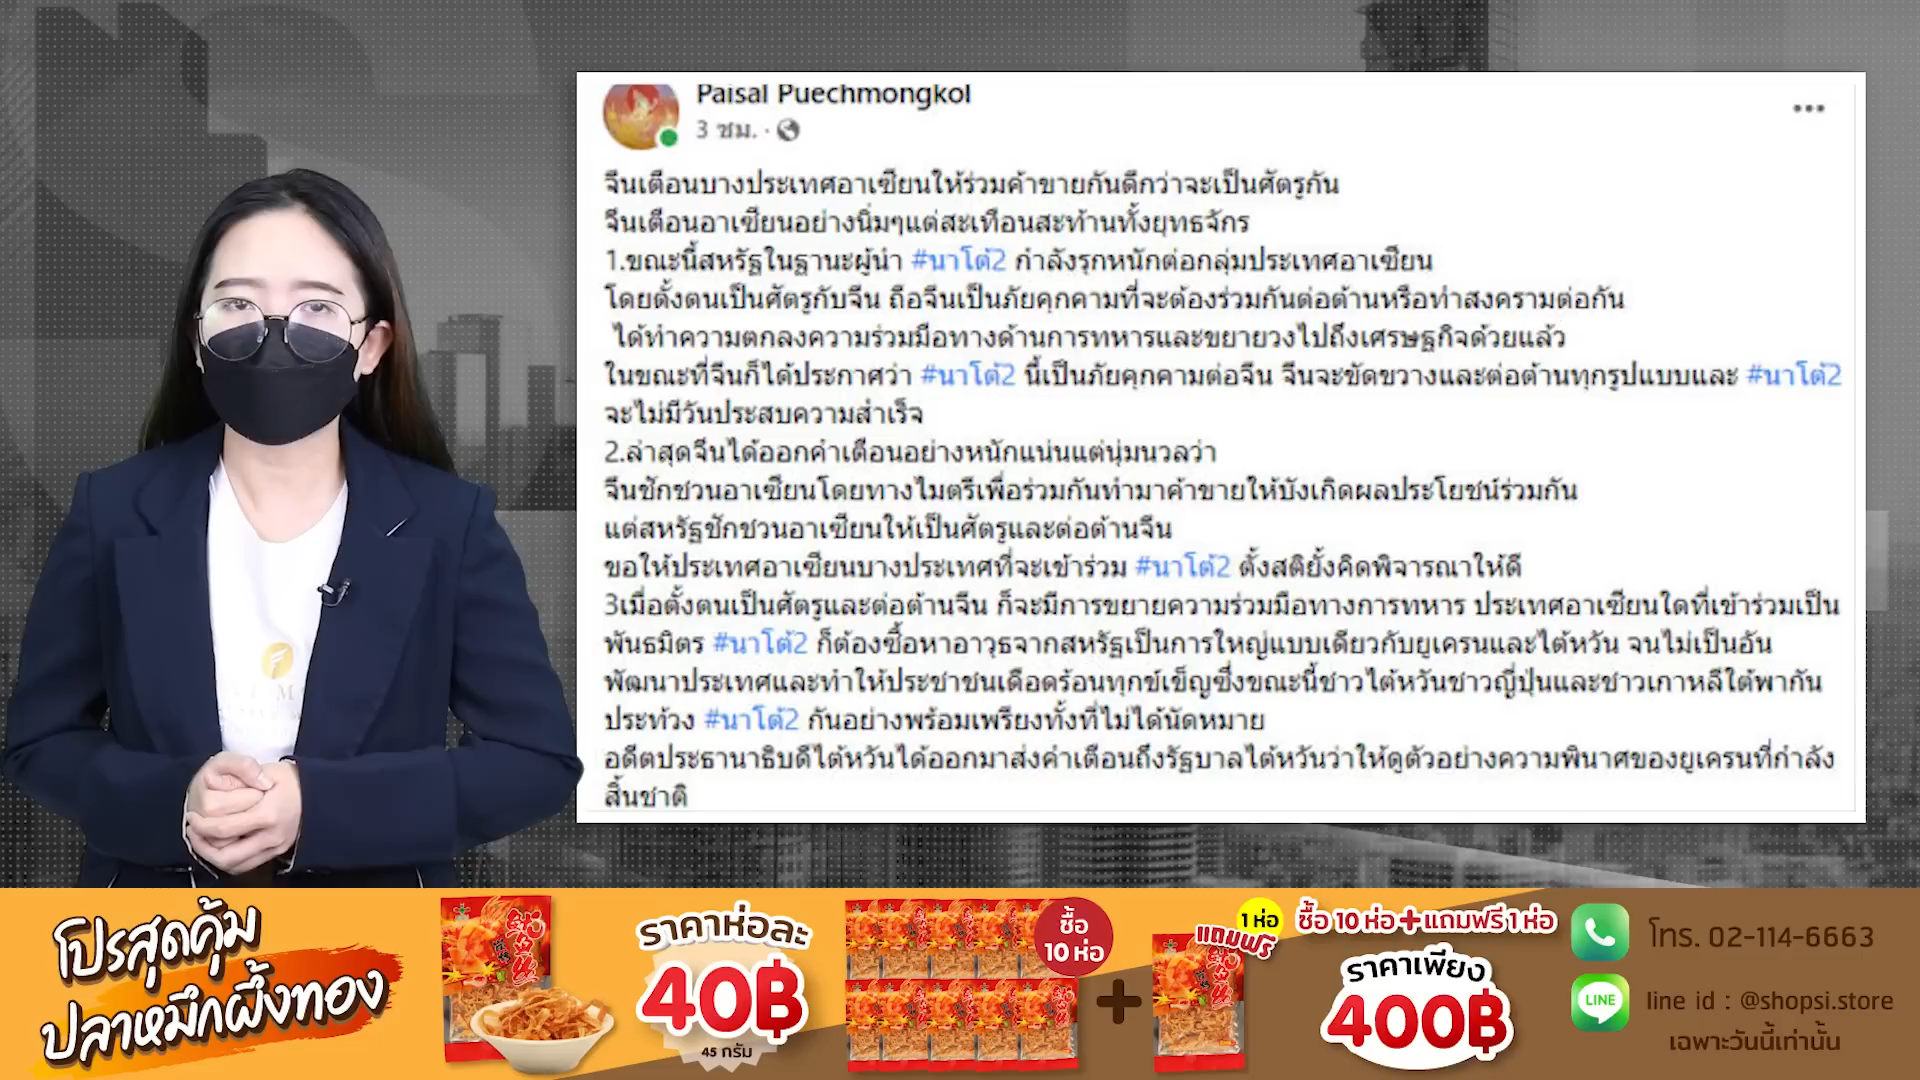 Paisal Puechmongkol
3 ชม. ·
จีนเตือนบางประเทศอาเซียนให้ร่วมค้าขายกันดีกว่าจะเป็นศัตรูกัน
จีนเตือนอาเซียนอย่างนิ่มๆแต่สะเทือนสะท้านทั้งยุทธจักร
1.ขณะนี้สหรัฐในฐานะผู้นำ #นาโต้2 กำลังรุกหนักต่อกลุ่มประเทศอาเซียน
โดยตั้งตนเป็นศัตรูกับจีน ถือจีนเป็นภัยคุกคามที่จะต้องร่วมกันต่อต้านหรือทำสงครามต่อกัน
ได้ทำความตกลงความร่วมมือทางด้านการทหารและขยายวงไปถึงเศรษฐกิจด้วยแล้ว
ในขณะที่จีนก็ได้ประกาศว่า #นาโต้2 นี้เป็นภัยคุกคามต่อจีน จีนจะขัดขวางและต่อต้านทุกรูปแบบและ #นาโต้2
จะไม่มีวันประสบความสำเร็จ
2.ล่าสุดจีนได้ออกคำเตือนอย่างหนักแน่นแต่นุ่มนวลว่า
จีนชักชวนอาเซียนโดยทางไมตรีเพื่อร่วมกันทำมาค้าขายให้บังเกิดผลประโยชน์ร่วมกัน
แต่สหรัฐชักชวนอาเซียนให้เป็นศัตรูและต่อต้านจีน
ขอให้ประเทศอาเซียนบางประเทศที่จะเข้าร่วม #นาโต้2 ตั้งสติยั้งคิดพิจารณาให้ดี
3เมื่อตั้งตนเป็นศัตรูและต่อต้านจีน ก็จะมีการขยายความร่วมมือทางการทหาร ประเทศอาเซียนใดที่เข้าร่วมเป็น
พันธมิตร #นาโต้2 ก็ต้องซื้อหาอาวุธจากสหรัฐเป็นการใหญ่แบบเดียวกับยูเครนและไต้หวัน จนไม่เป็นอัน
พัฒนาประเทศและทำให้ประชาชนเดือดร้อนทุกข์เข็ญซึ่งขณะนี้ชาวไต้หวันชาวญี่ปุ่นและชาวเกาหลีใต้พากัน
ประท้วง #นาโต้2 กันอย่างพร้อมเพรียงทั้งที่ไม่ได้นัดหมาย
อดีตประธานาธิบดีไต้หวันได้ออกมาส่งคำเตือนถึงรัฐบาลไต้หวันว่าให้ดูตัวอย่างความพินาศของยูเครนที่กำลัง
สิ้นชาติ
โปรสุดคุ้ม
ปลาหมึกผึ้งทอง
ราคาห่อละ
40฿
45 กรัม
ซื้อ
10 ห่อ
+
1 ห่อ
แถมฟรี
ซื้อ 10 ห่อ+แถมฟรี 1 ห่อ
ราคาเพียง
400฿
โทร. 02-114-6663
LINE
line id : @shopsi.store
เฉพาะวันนี้เท่านั้น